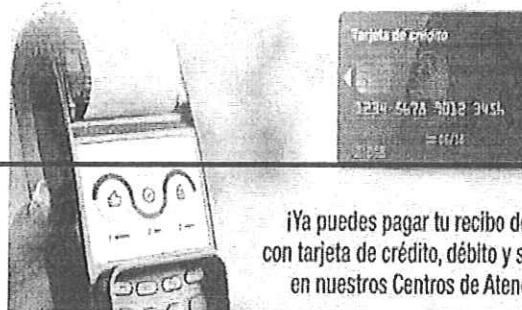 Tarjeta de crédito
1234 5678 9012 3456
¡Ya puedes pagar tu recibo de
con tarjeta de crédito, débito y s
en nuestros Centros de Aten